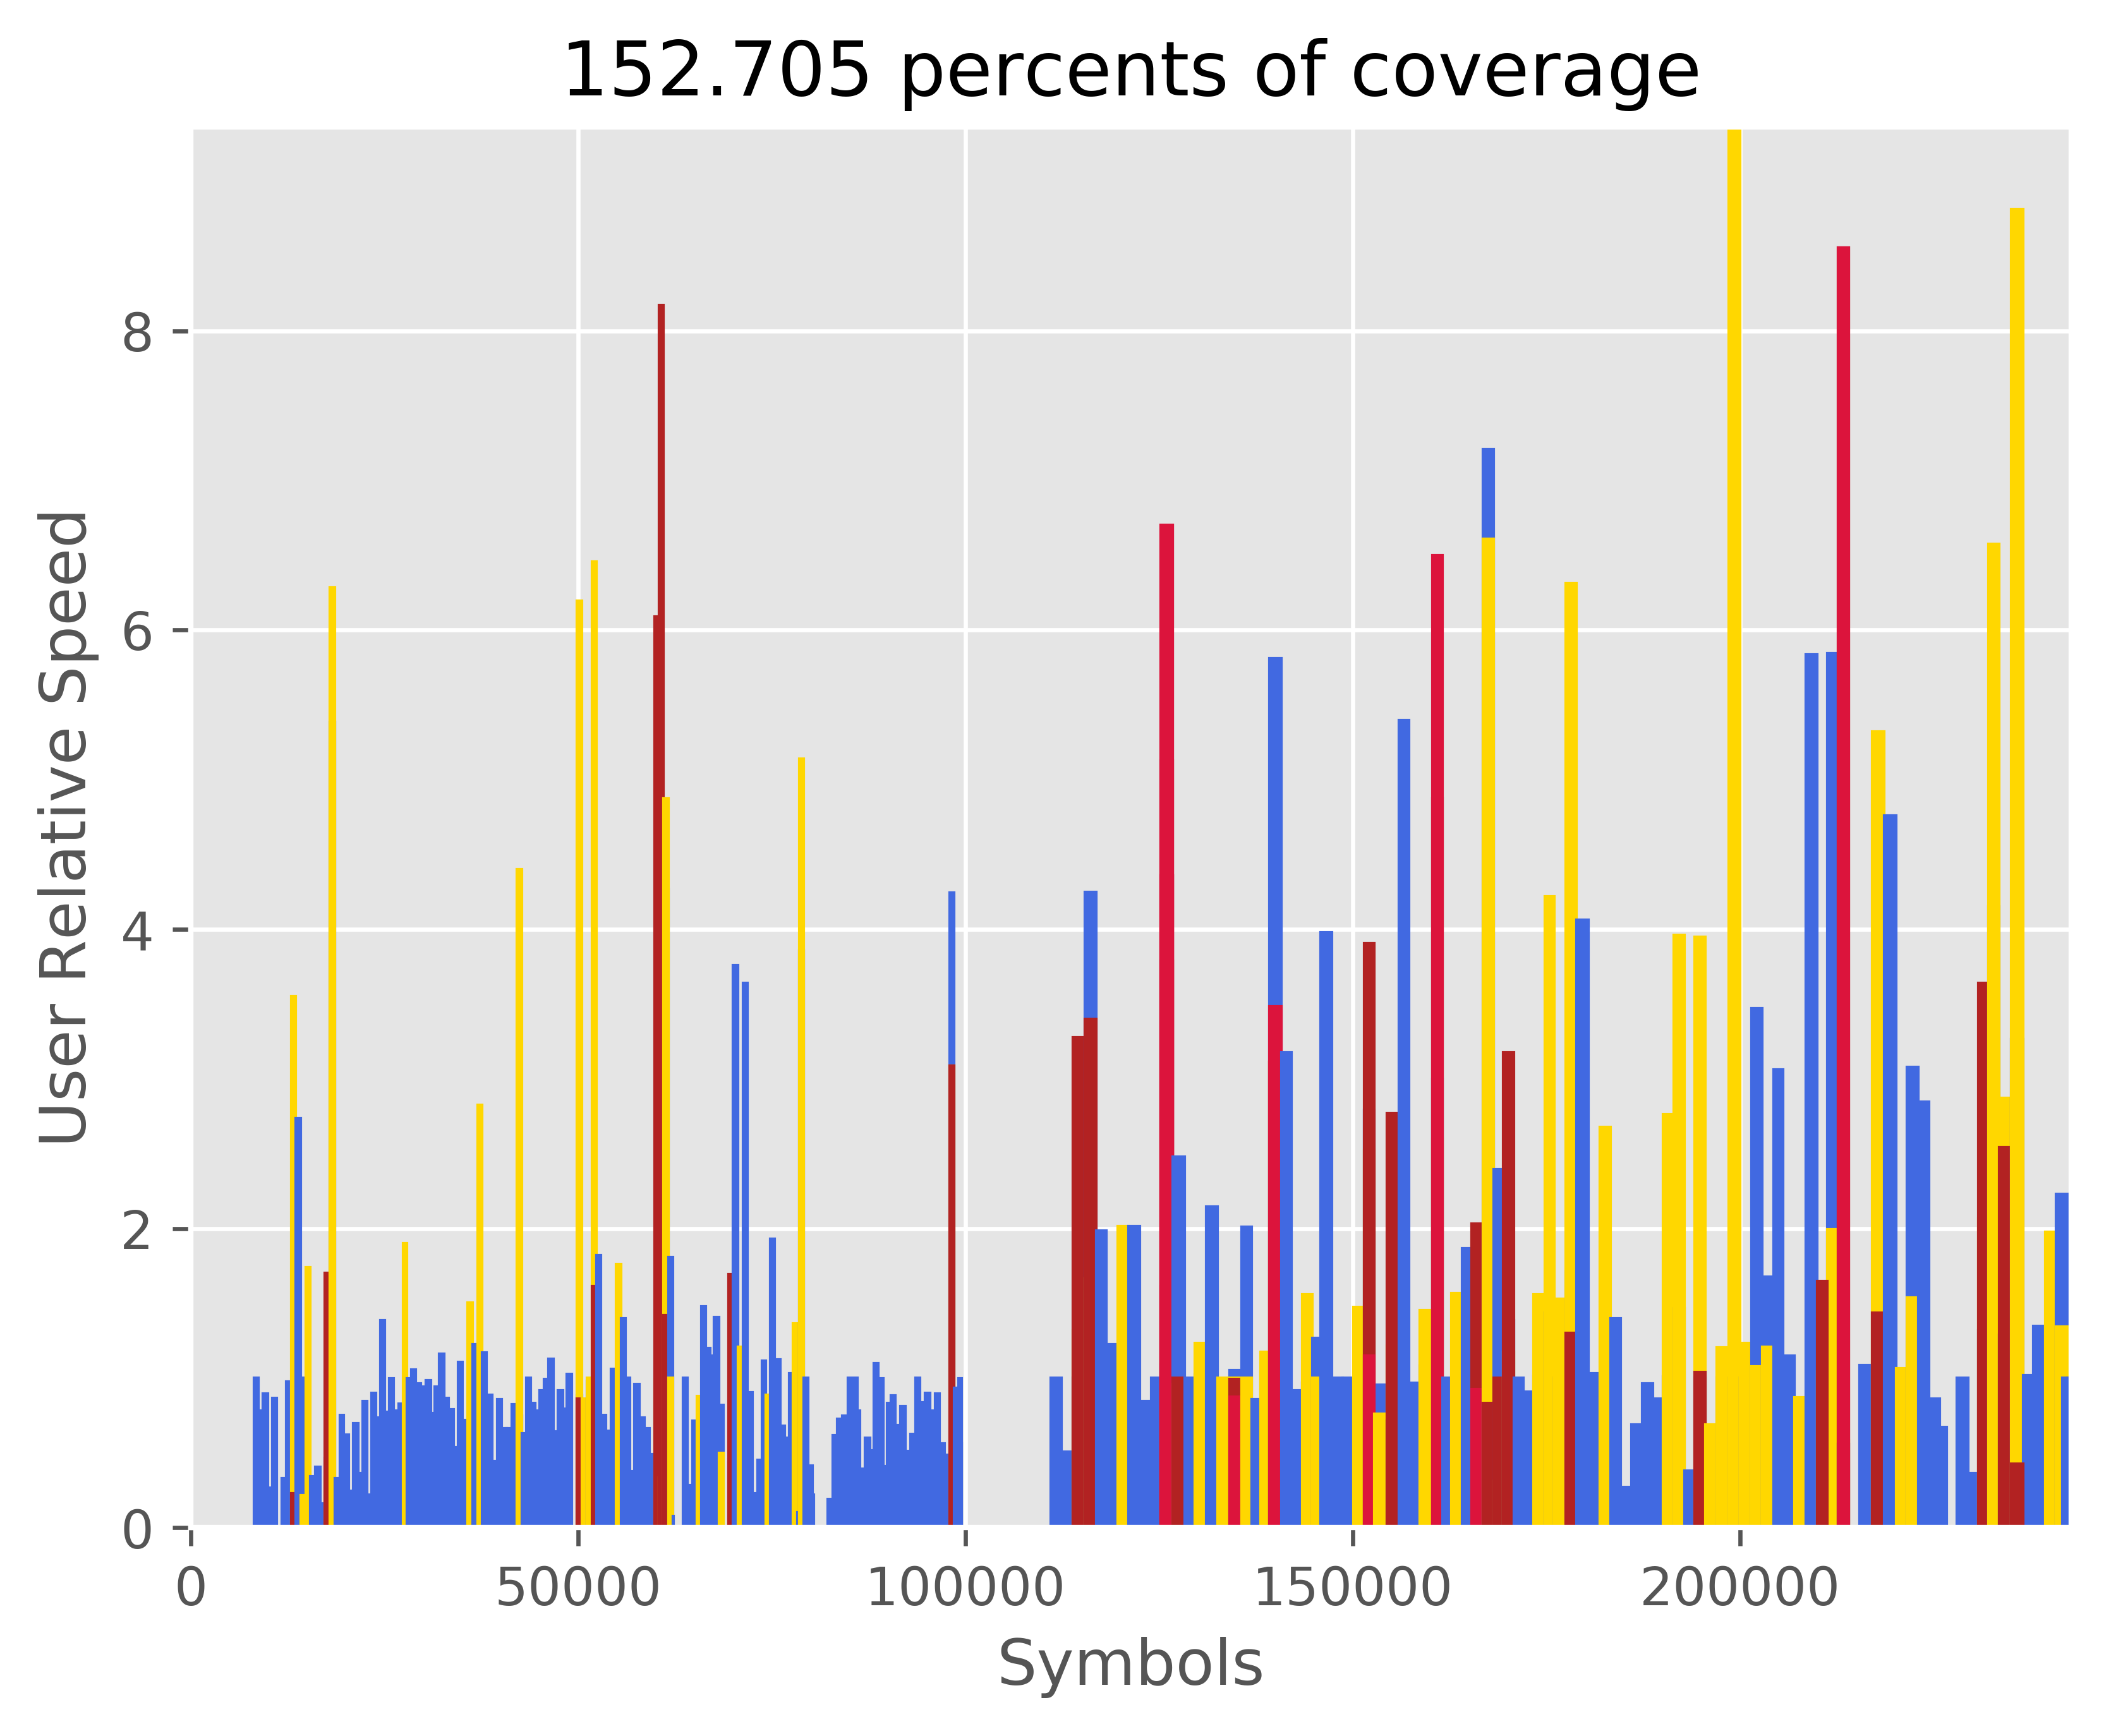 152.705 percents of coverage
User Relative Speed
8
6
4
2
0
0 50000 100000 150000 200000
Symbols